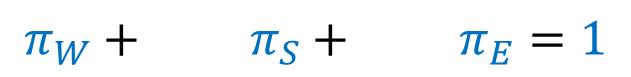 π_W + π_S + π_E = 1